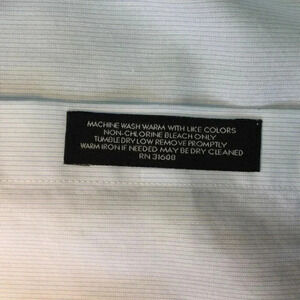 MACHINE WASH WARM WITH LIKE COLORS
NON-CHLORINE BLEACH ONLY
TUMBLE DRY LOW REMOVE PROMPTLY
WARM IRON IF NEEDED MAY BE DRY CLEANED
RN 31608